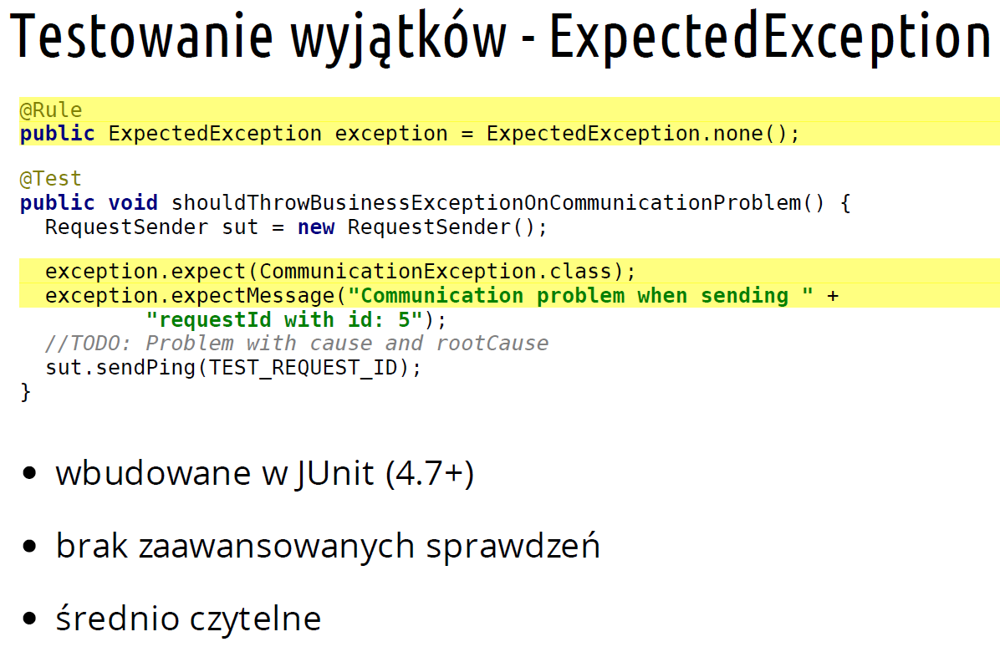 Testowanie wyjątków - ExpectedException
@Rule
public ExpectedException exception = ExpectedException.none();
@Test
public void shouldThrowBusinessExceptionOnCommunicationProblem() {
  RequestSender sut = new RequestSender();
  exception.expect(CommunicationException.class);
  exception.expectMessage("Communication problem when sending " +
          "requestId with id: 5");
  //TODO: Problem with cause and rootCause
  sut.sendPing(TEST_REQUEST_ID);
}
• wbudowane w JUnit (4.7+)
• brak zaawansowanych sprawdzeń
• średnio czytelne